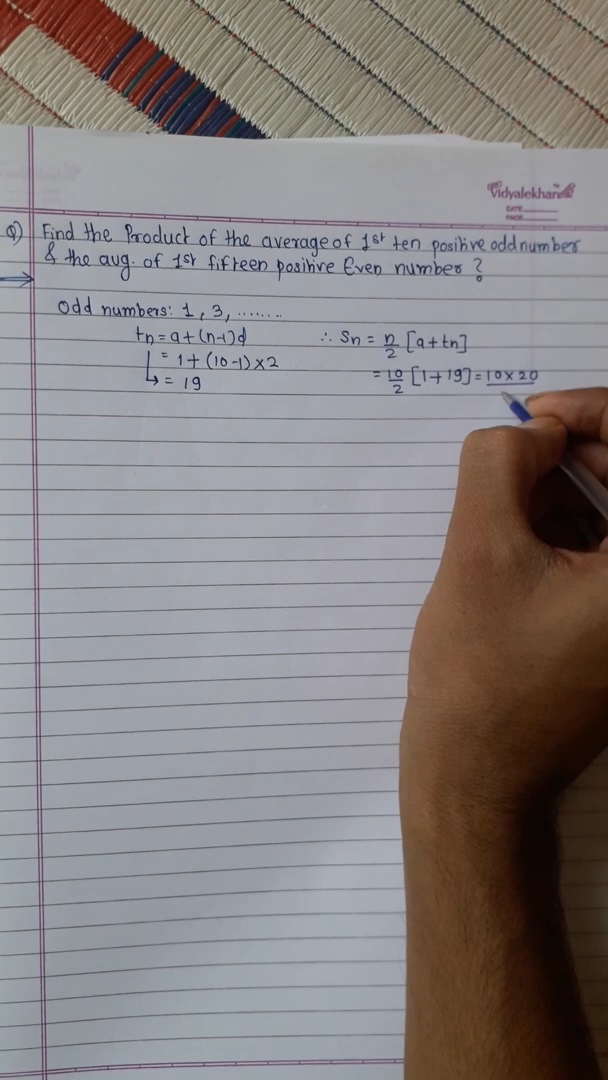 Vidyalekhan
DATE
PAGE
Q) Find the Product of the average of 1st ten positive odd number
& the avg. of 1st fifteen positive Even number ?
Odd numbers: 1, 3, ........
tn = a + (n-1)d
= 1 + (10-1) × 2
= 19
∴ Sn = n/2 [a + tn]
= 10/2 [1 + 19] = 10 × 20